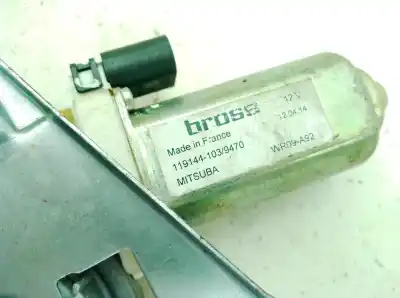 brose
12 V
Made in France
12.04.14
119144-103/9470
MITSUBA
WR09-A92